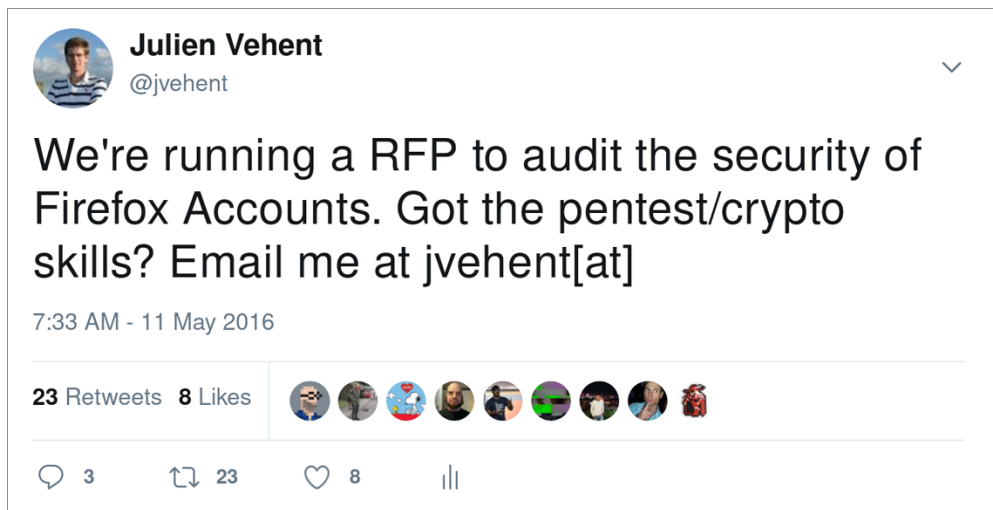 Julien Vehent
@jvehent
We're running a RFP to audit the security of
Firefox Accounts. Got the pentest/crypto
skills? Email me at jvehent[at]
7:33 AM - 11 May 2016
23 Retweets 8 Likes
3 23 8